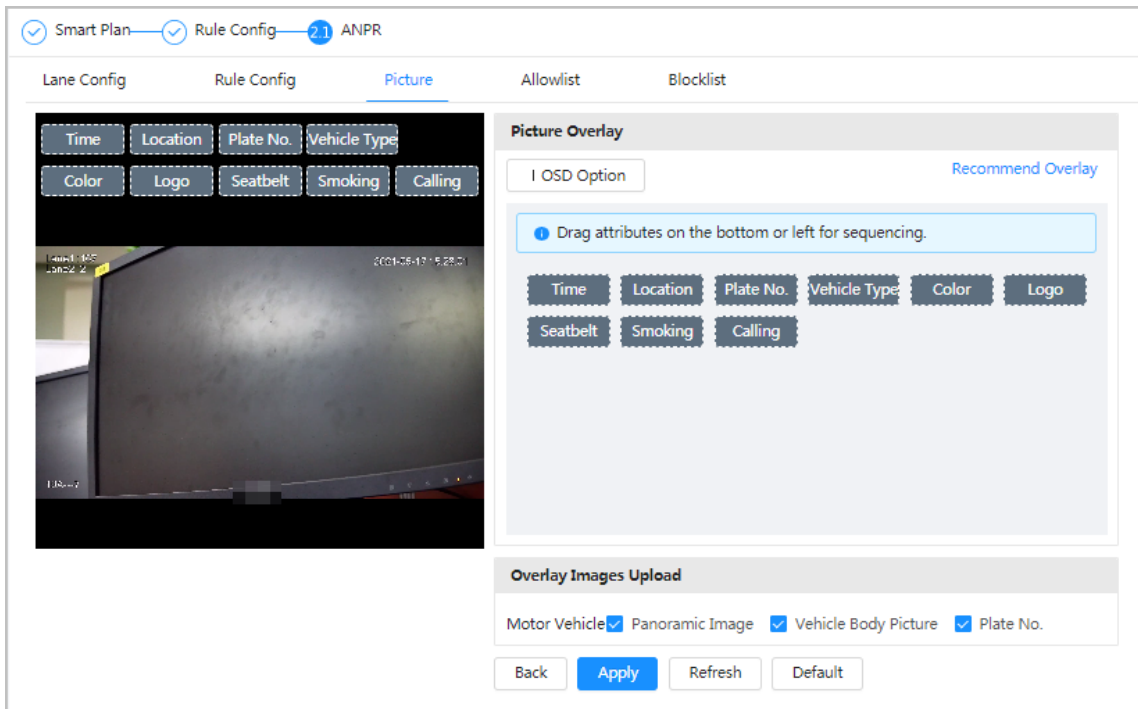 Smart Plan Rule Config 2.1 ANPR
Lane Config Rule Config Picture Allowlist Blocklist
Time Location Plate No. Vehicle Type
Color Logo Seatbelt Smoking Calling
Picture Overlay
I OSD Option Recommend Overlay
Drag attributes on the bottom or left for sequencing.
Time Location Plate No. Vehicle Type Color Logo
Seatbelt Smoking Calling
Overlay Images Upload
Motor Vehicle Panoramic Image Vehicle Body Picture Plate No.
Back Apply Refresh Default